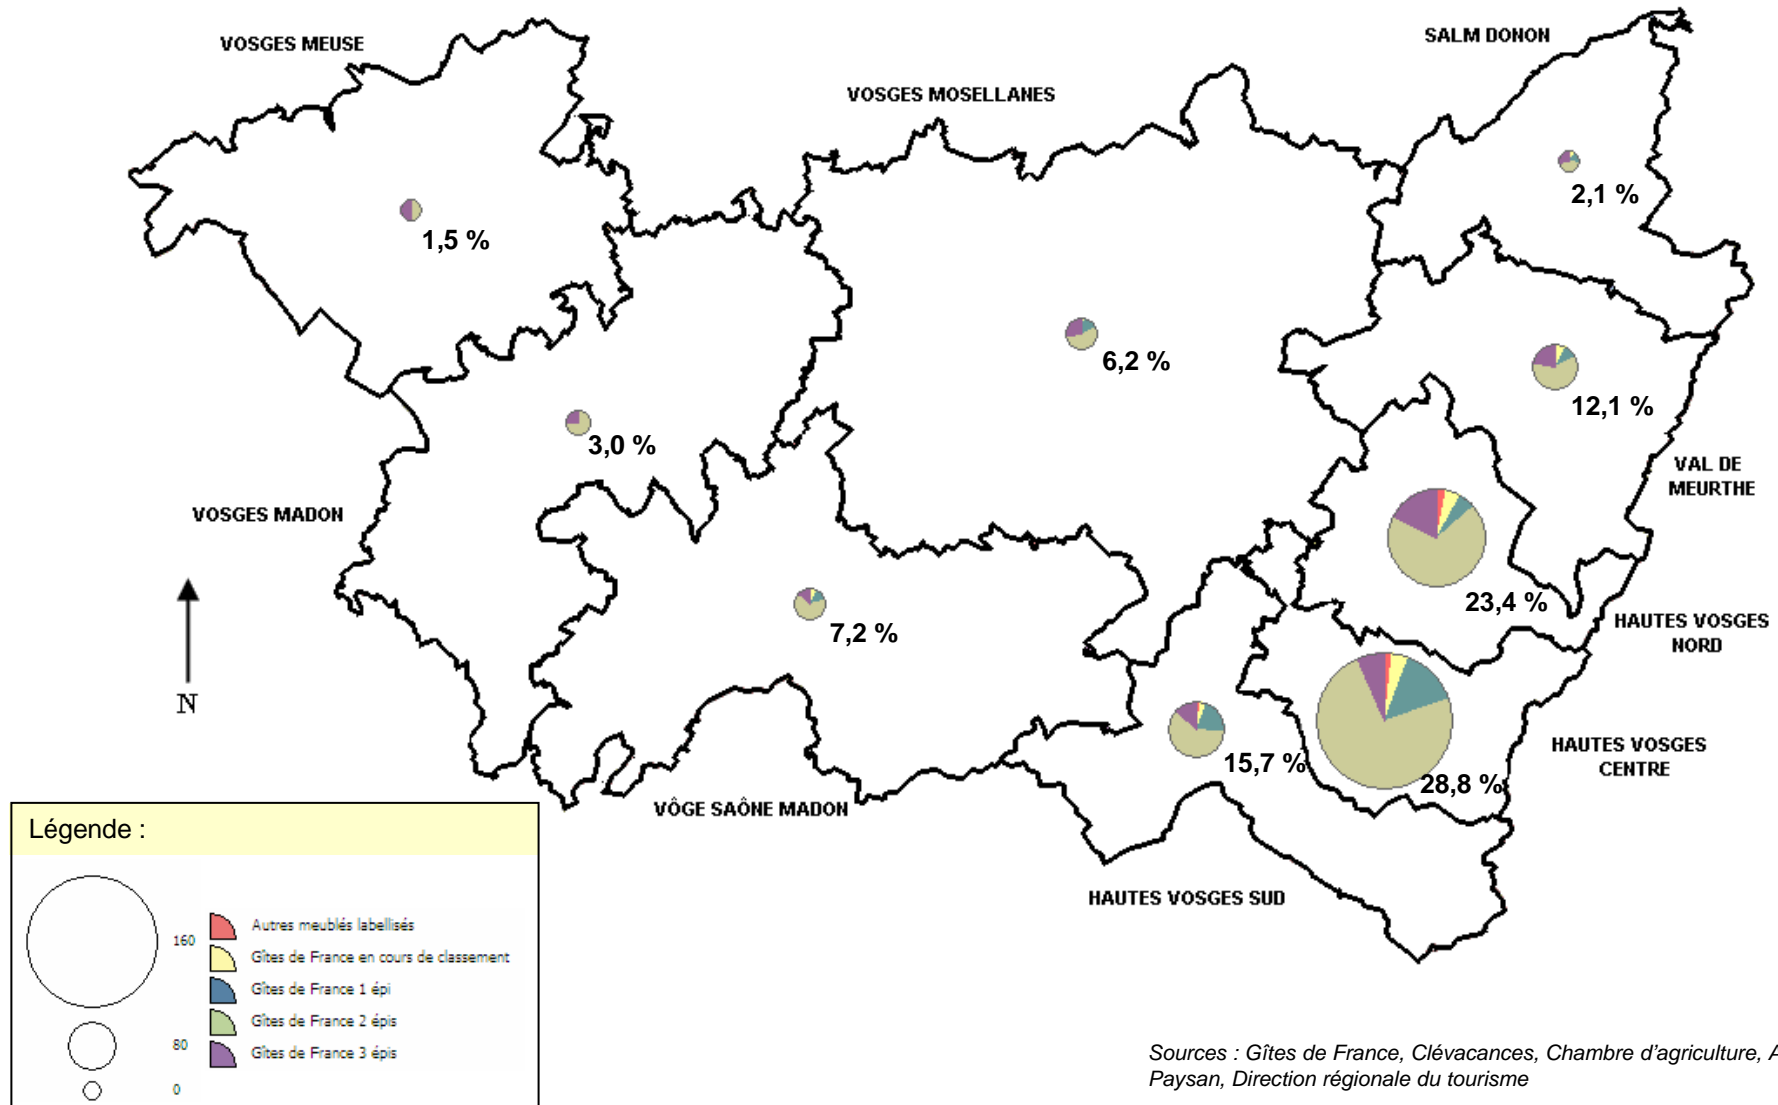 VOSGES MEUSE
SALM DONON
VOSGES MOSELLANES
2,1 %
1,5 %
6,2 %
12,1 %
3,0 %
VAL DE
MEURTHE
VOSGES MADON
23,4 %
HAUTES VOSGES
NORD
7,2 %
N
15,7 %
HAUTES VOSGES
CENTRE
28,8 %
VÔGE SAÔNE MADON
HAUTES VOSGES SUD
Légende :
160
80
0
Autres meublés labellisés
Gîtes de France en cours de classement
Gîtes de France 1 épi
Gîtes de France 2 épis
Gîtes de France 3 épis
Sources : Gîtes de France, Clévacances, Chambre d'agriculture, A
Paysan, Direction régionale du tourisme